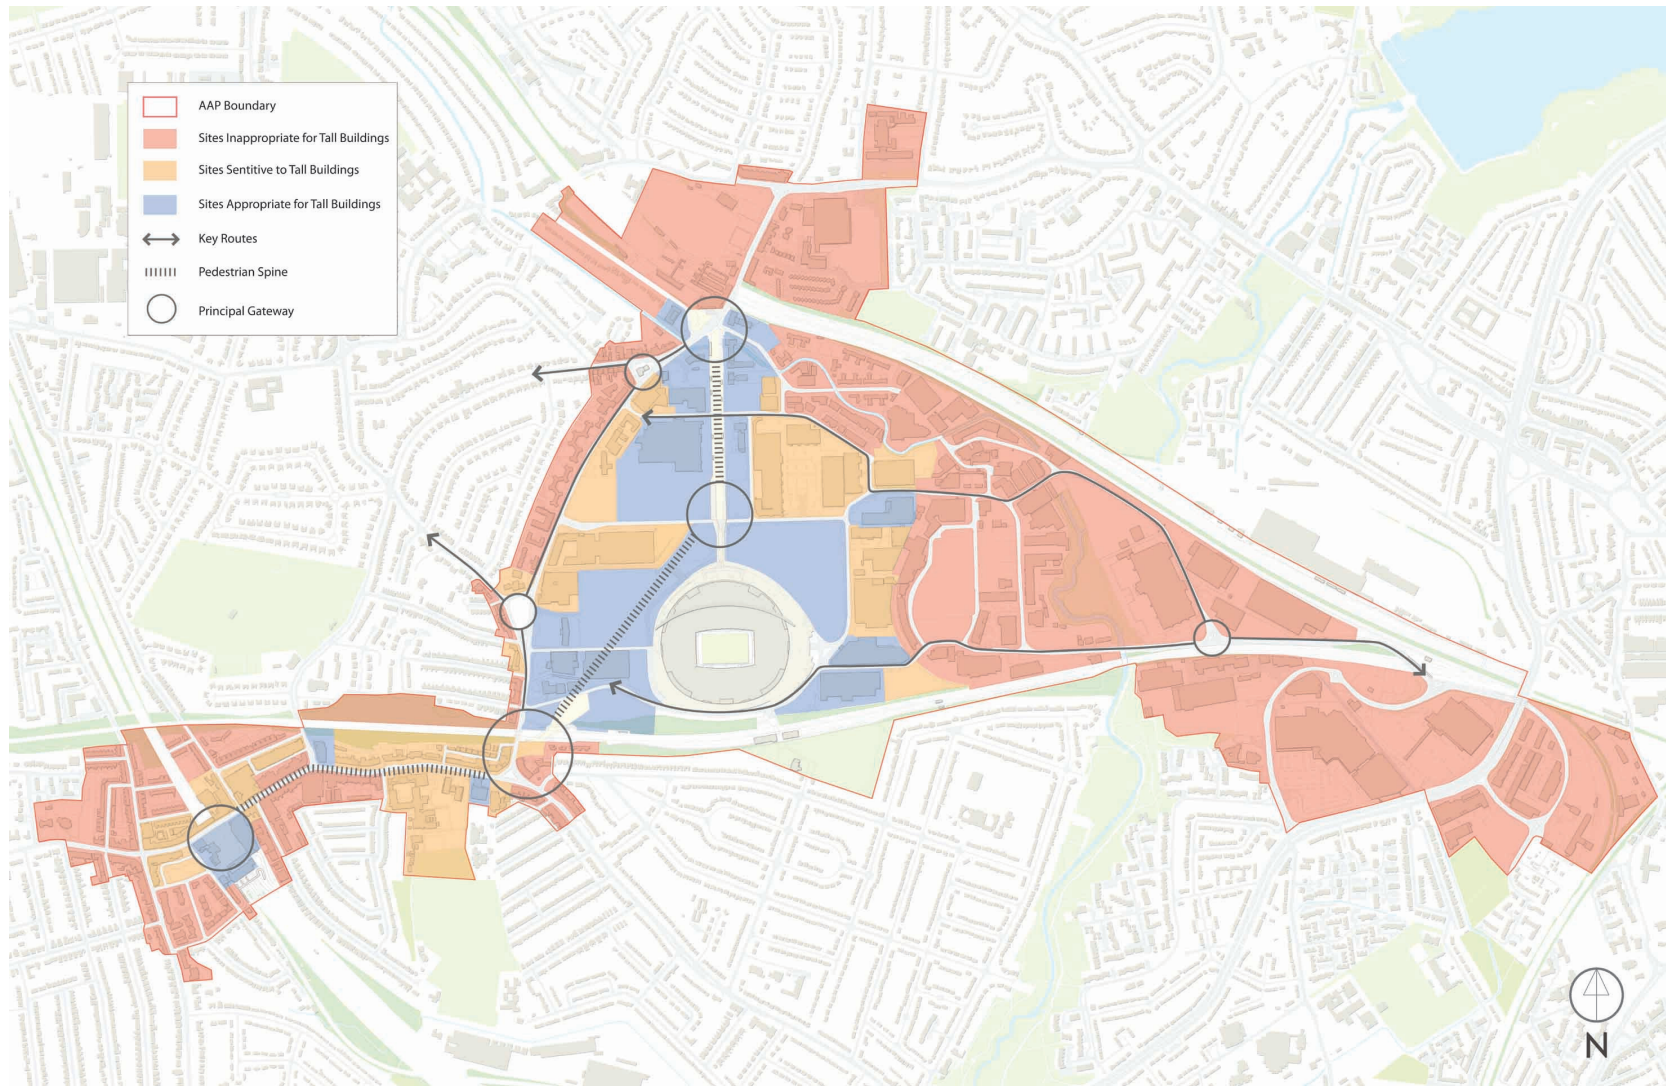 AAP Boundary
Sites Inappropriate for Tall Buildings
Sites Sentitive to Tall Buildings
Sites Appropriate for Tall Buildings
Key Routes
Pedestrian Spine
Principal Gateway
N